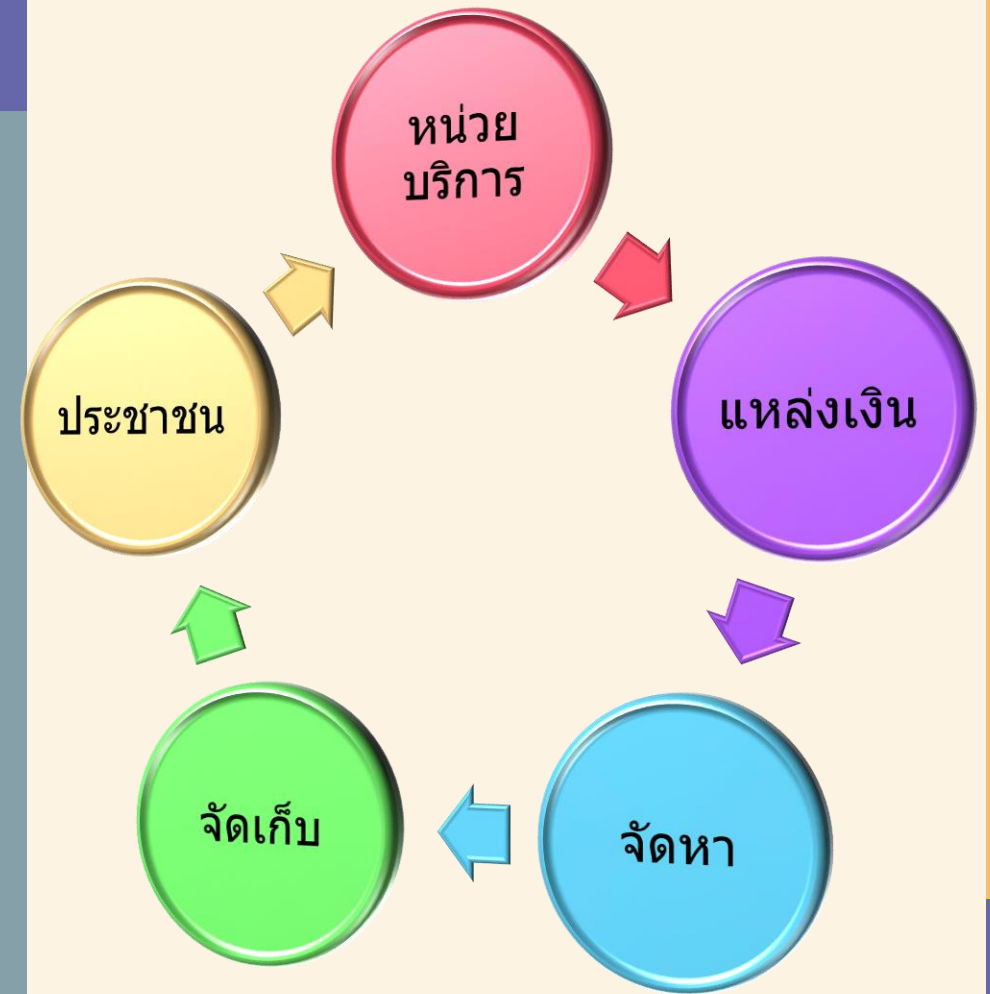 หน่วย
บริการ
แหล่งเงิน
จัดหา
จัดเก็บ
ประชาชน